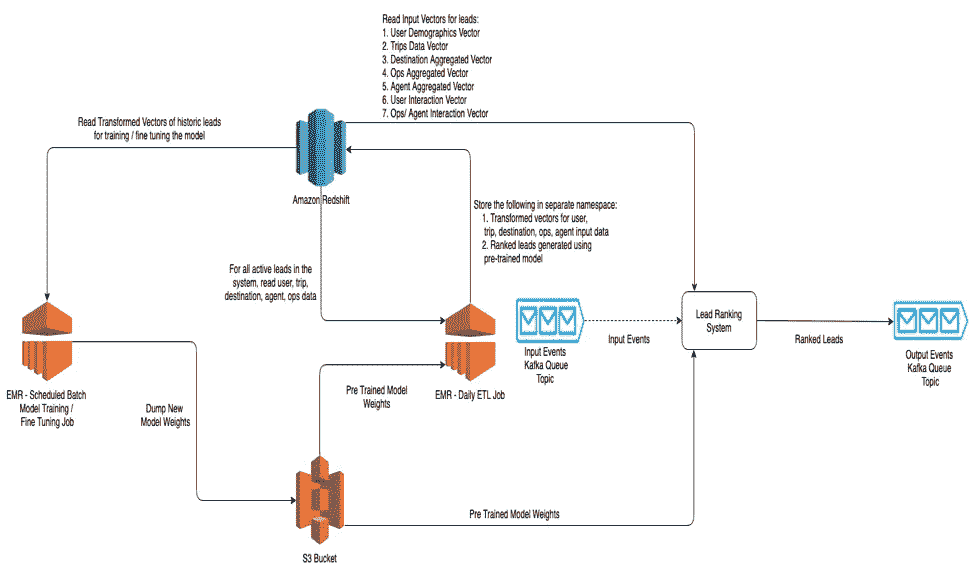 Read Input Vectors for leads:
1. User Demographics Vector
2. Trips Data Vector
3. Destination Aggregated Vector
4. Ops Aggregated Vector
5. Agent Aggregated Vector
6. User Interaction Vector
7. Ops/ Agent Interaction Vector
Read Transformed Vectors of historic leads
for training / fine tuning the model
Amazon Redshift
Store the following in separate namespace:
1. Transformed vectors for user,
trip, destination, ops, agent input data
2. Ranked leads generated using
pre-trained model
For all active leads in the
system, read user, trip,
destination, agent, ops data
Lead Ranking
System
Input Events
Ranked Leads
Input Events
Kafka Queue
Topic
Output Events
Kafka Queue
Topic
EMR - Scheduled Batch
Model Training /
Fine Tuning Job
EMR - Daily ETL Job
Pre Trained Model
Weights
Dump New
Model Weights
Pre Trained Model Weights
S3 Bucket